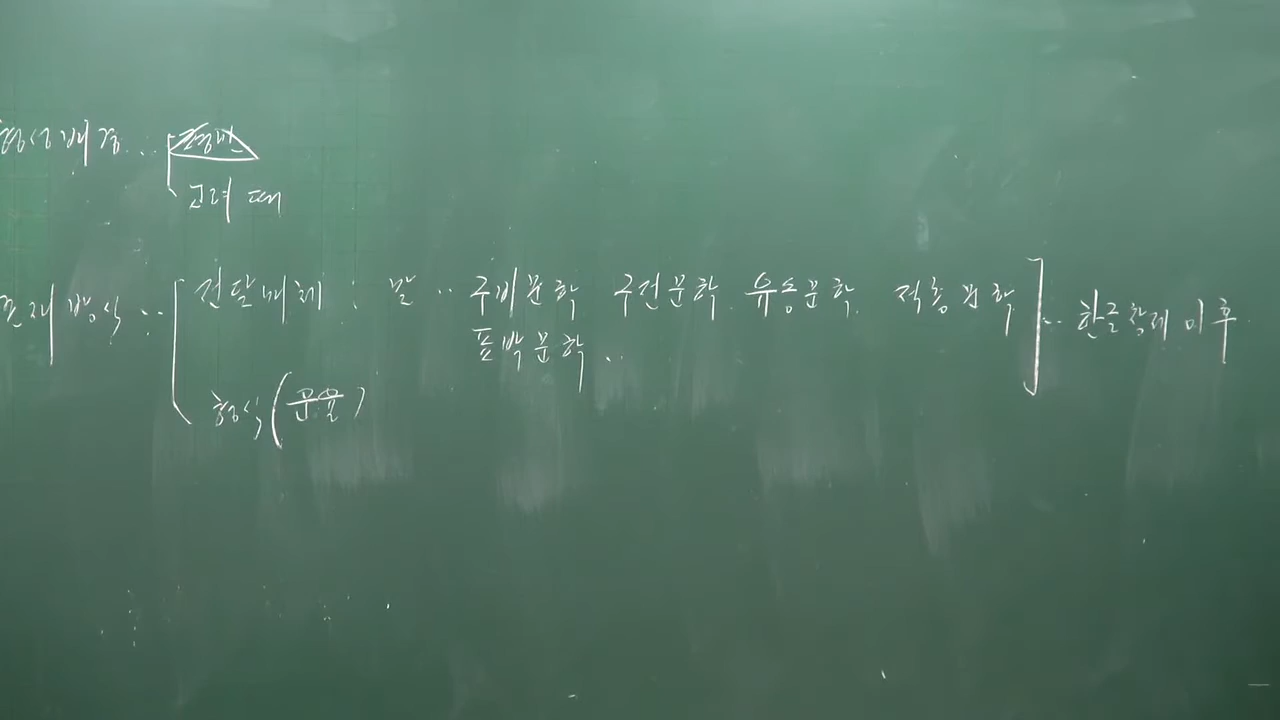 형성배경 ..
고려 때
존재방식 .. 전달매체 : 말 .. 구비문학 구전문학 유동문학 적층문학 .. 한글창제 이후
표박문학 ..
형식 (운율)